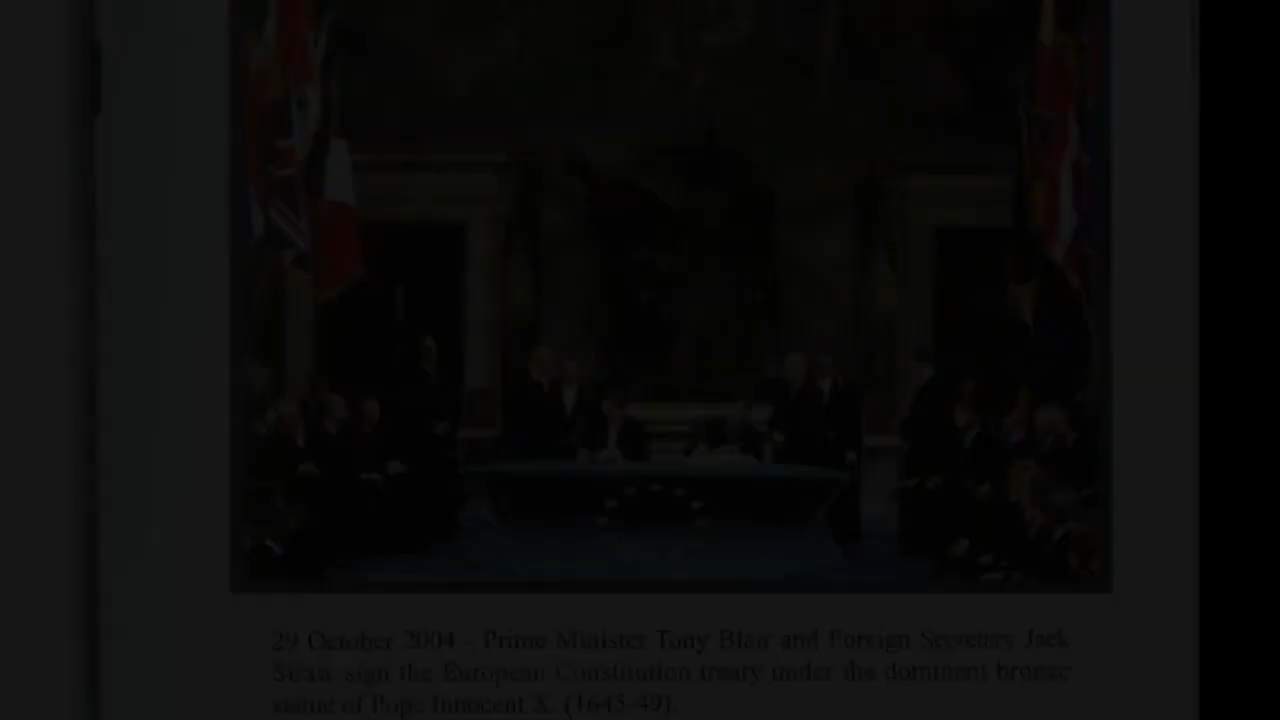 29 October 2004 - Prime Minister Tony Blair and Foreign Secretary Jack
Straw sign the European Constitution treaty under the dominent bronze
statue of Pope Innocent X. (1645-49).